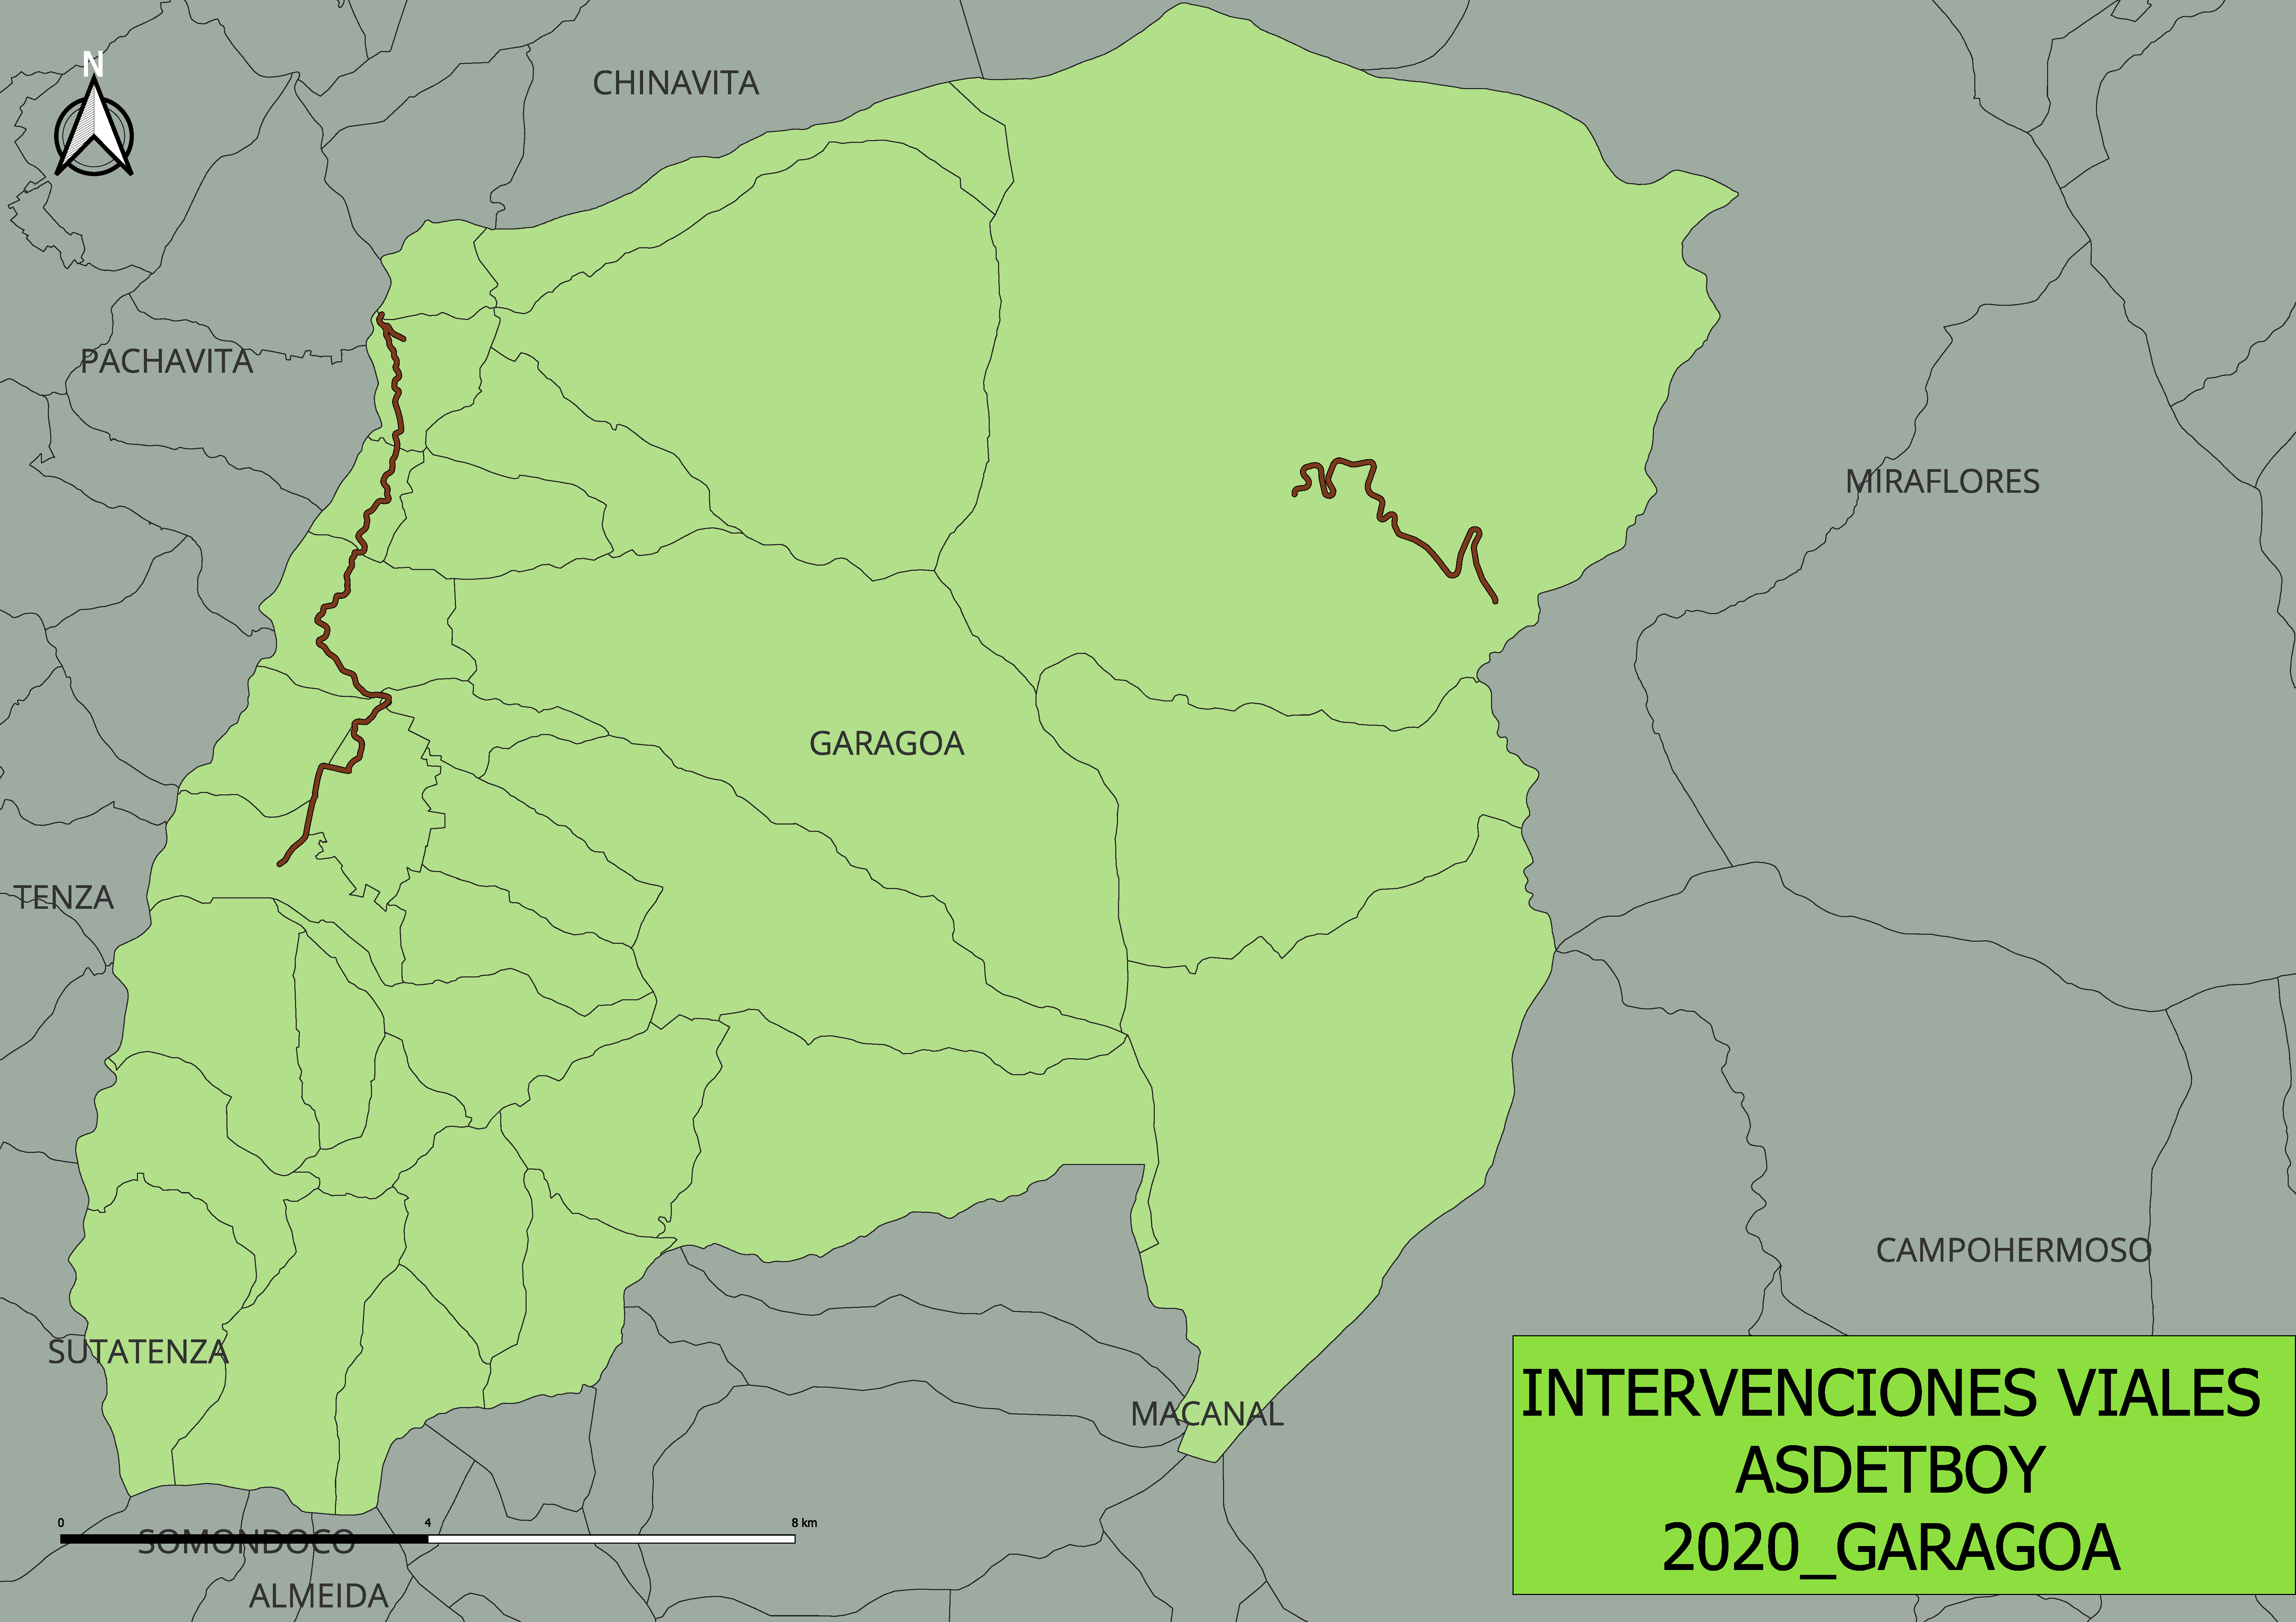 N
CHINAVITA
PACHAVITA
MIRAFLORES
GARAGOA
TENZA
CAMPOHERMOSO
SUTATENZA
MACANAL
INTERVENCIONES VIALES
ASDETBOY
2020_GARAGOA
0 4 8 km
SOMONDOCO
ALMEIDA